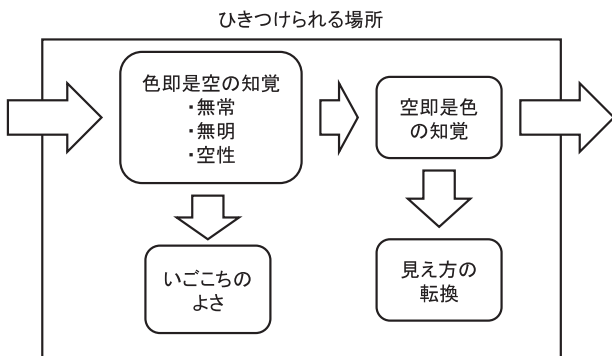 ひきつけられる場所
色即是空の知覚
・無常
・無明
・空性
空即是色
の知覚
いごこちの
よさ
見え方の
転換